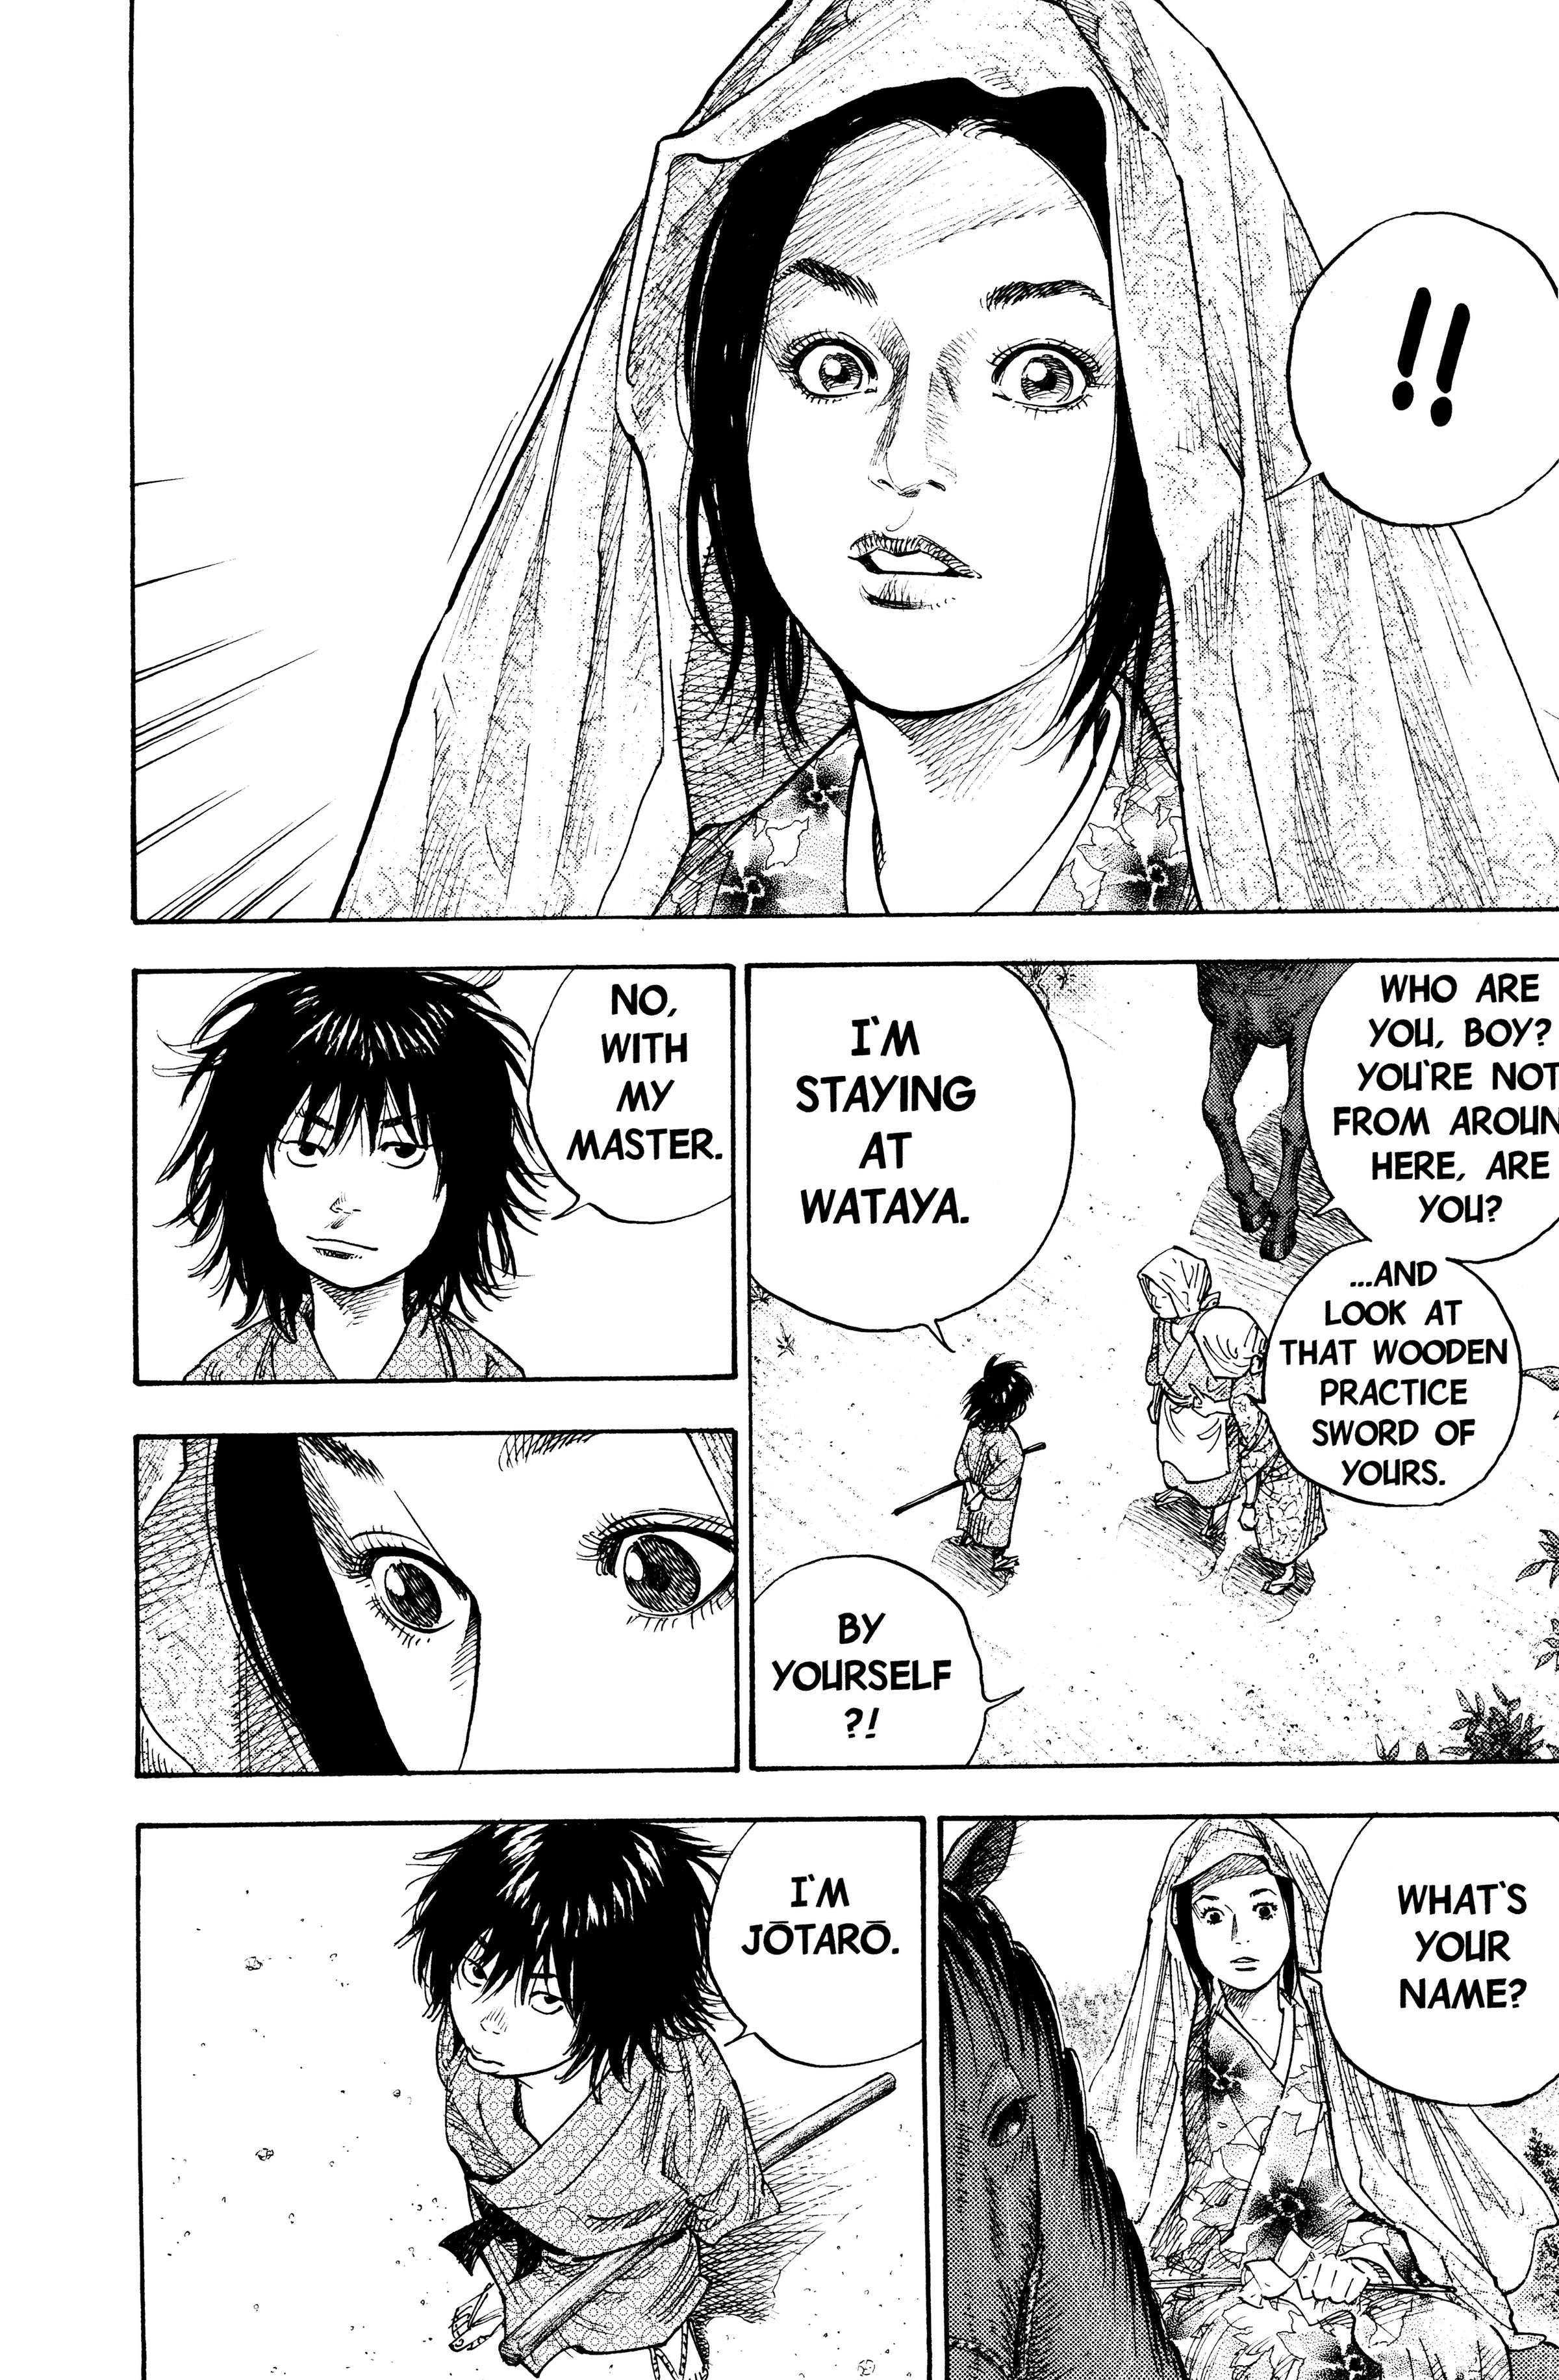 !!
WHO ARE
YOU, BOY?
YOU'RE NOT
FROM AROUN
HERE, ARE
YOU?
...AND
LOOK AT
THAT WOODEN
PRACTICE
SWORD OF
YOURS.
I'M
STAYING
AT
WATAYA.
BY
YOURSELF
?!
NO,
WITH
MY
MASTER.
WHAT'S
YOUR
NAME?
I'M
JŌTARŌ.